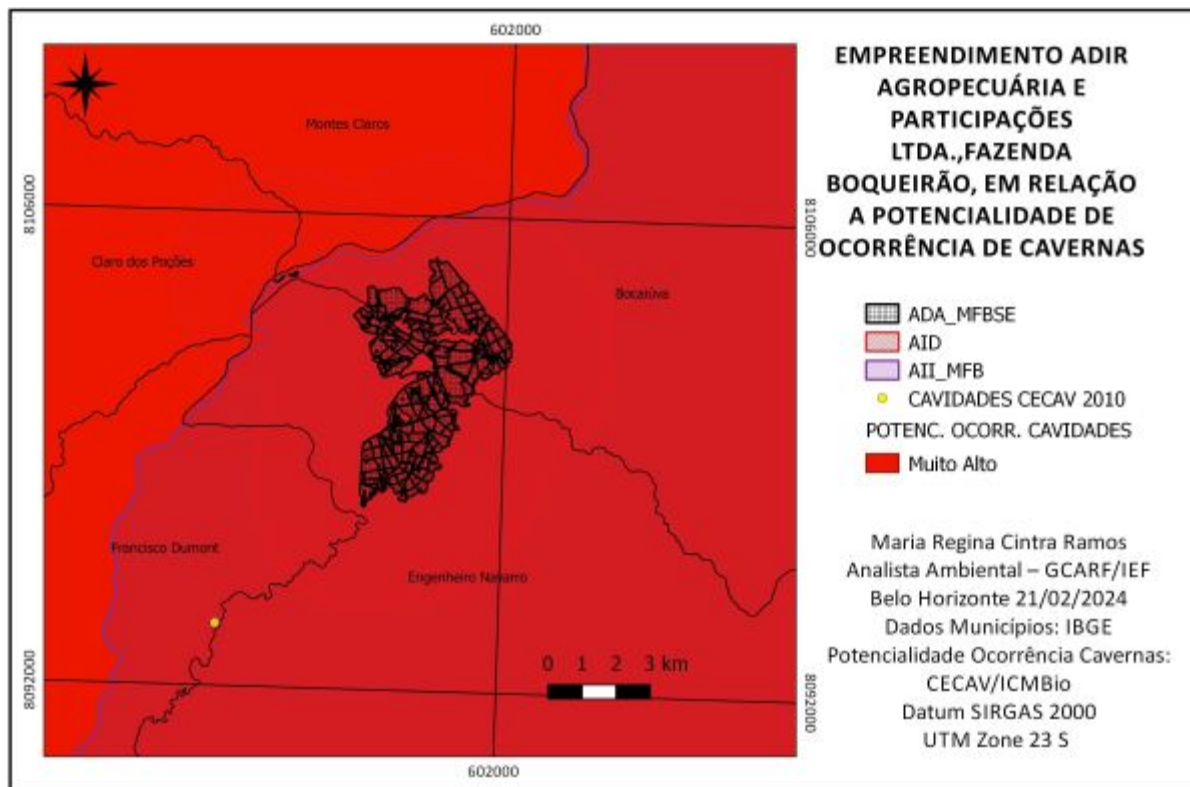 602000
Montes Claros
8106000
8106000
Claro dos Poções
Bocaiúva
Francisco Dumont
Engenheiro Navarro
0 1 2 3 km
8092000
8092000
602000
EMPREENDIMENTO ADIR
AGROPECUÁRIA E
PARTICIPAÇÕES
LTDA.,FAZENDA
BOQUEIRÃO, EM RELAÇÃO
A POTENCIALIDADE DE
OCORRÊNCIA DE CAVERNAS
ADA_MFBSE
AID
AII_MFB
CAVIDADES CECAV 2010
POTENC. OCORR. CAVIDADES
Muito Alto
Maria Regina Cintra Ramos
Analista Ambiental – GCARF/IEF
Belo Horizonte 21/02/2024
Dados Municípios: IBGE
Potencialidade Ocorrência Cavernas:
CECAV/ICMBio
Datum SIRGAS 2000
UTM Zone 23 S